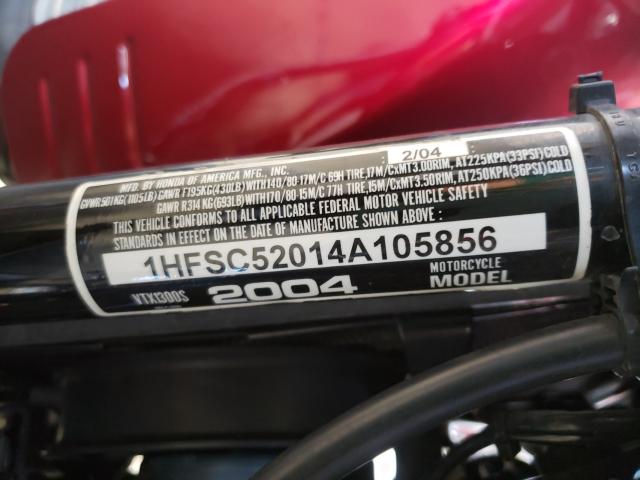 MFD. BY HONDA OF AMERICA MFG., INC. 2/04
GVWR 501KG(1105LB) GAWR F195KG(430LB)WITH140/80-17M/C 69H TIRE,17M/CXMT3.00RIM, AT225KPA(33PSI)COLD
GAWR R314KG(693LB)WITH170/80-15M/C 77H TIRE,15M/CXMT3.50RIM, AT250KPA(36PSI)COLD
THIS VEHICLE CONFORMS TO ALL APPLICABLE FEDERAL MOTOR VEHICLE SAFETY
STANDARDS IN EFFECT ON THE DATE OF MANUFACTURE SHOWN ABOVE:
1HFSC52014A105856
VTX1300S 2004 MOTORCYCLE
MODEL